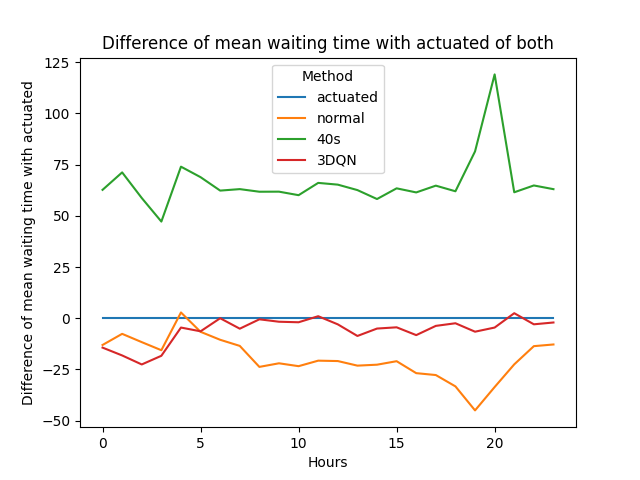 Difference of mean waiting time with actuated of both
Difference of mean waiting time with actuated
125
100
75
50
25
0
−25
−50
Method
actuated
normal
40s
3DQN
0
5
10
15
20
Hours